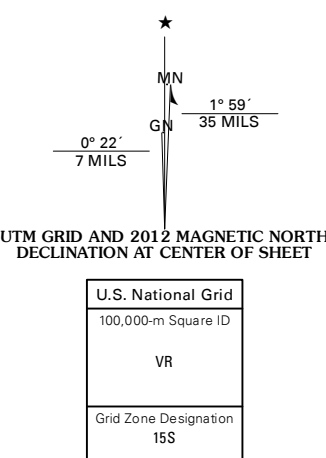 ★
MN
1° 59´
35 MILS
GN
0° 22´
7 MILS
UTM GRID AND 2012 MAGNETIC NORTH
DECLINATION AT CENTER OF SHEET
U.S. National Grid
100,000-m Square ID
VR
Grid Zone Designation
15S